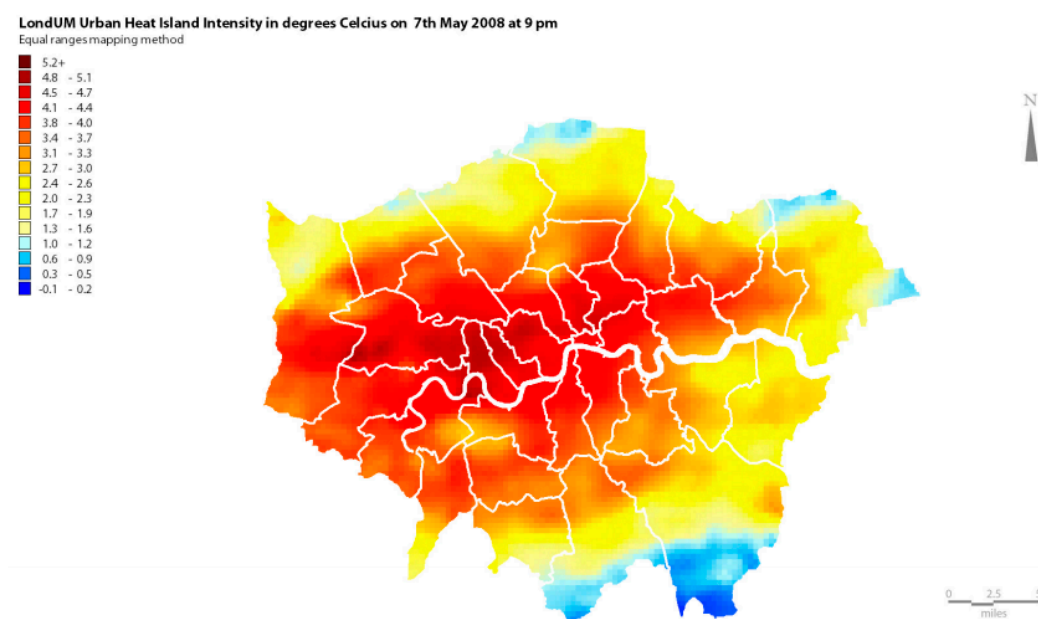 LondUM Urban Heat Island Intensity in degrees Celcius on 7th May 2008 at 9 pm
Equal ranges mapping method
5.2+
4.8 - 5.1
4.5 - 4.7
4.1 - 4.4
3.8 - 4.0
3.4 - 3.7
3.1 - 3.3
2.7 - 3.0
2.4 - 2.6
2.0 - 2.3
1.7 - 1.9
1.3 - 1.6
1.0 - 1.2
0.6 - 0.9
0.3 - 0.5
-0.1 - 0.2
N
0 2.5 5
miles